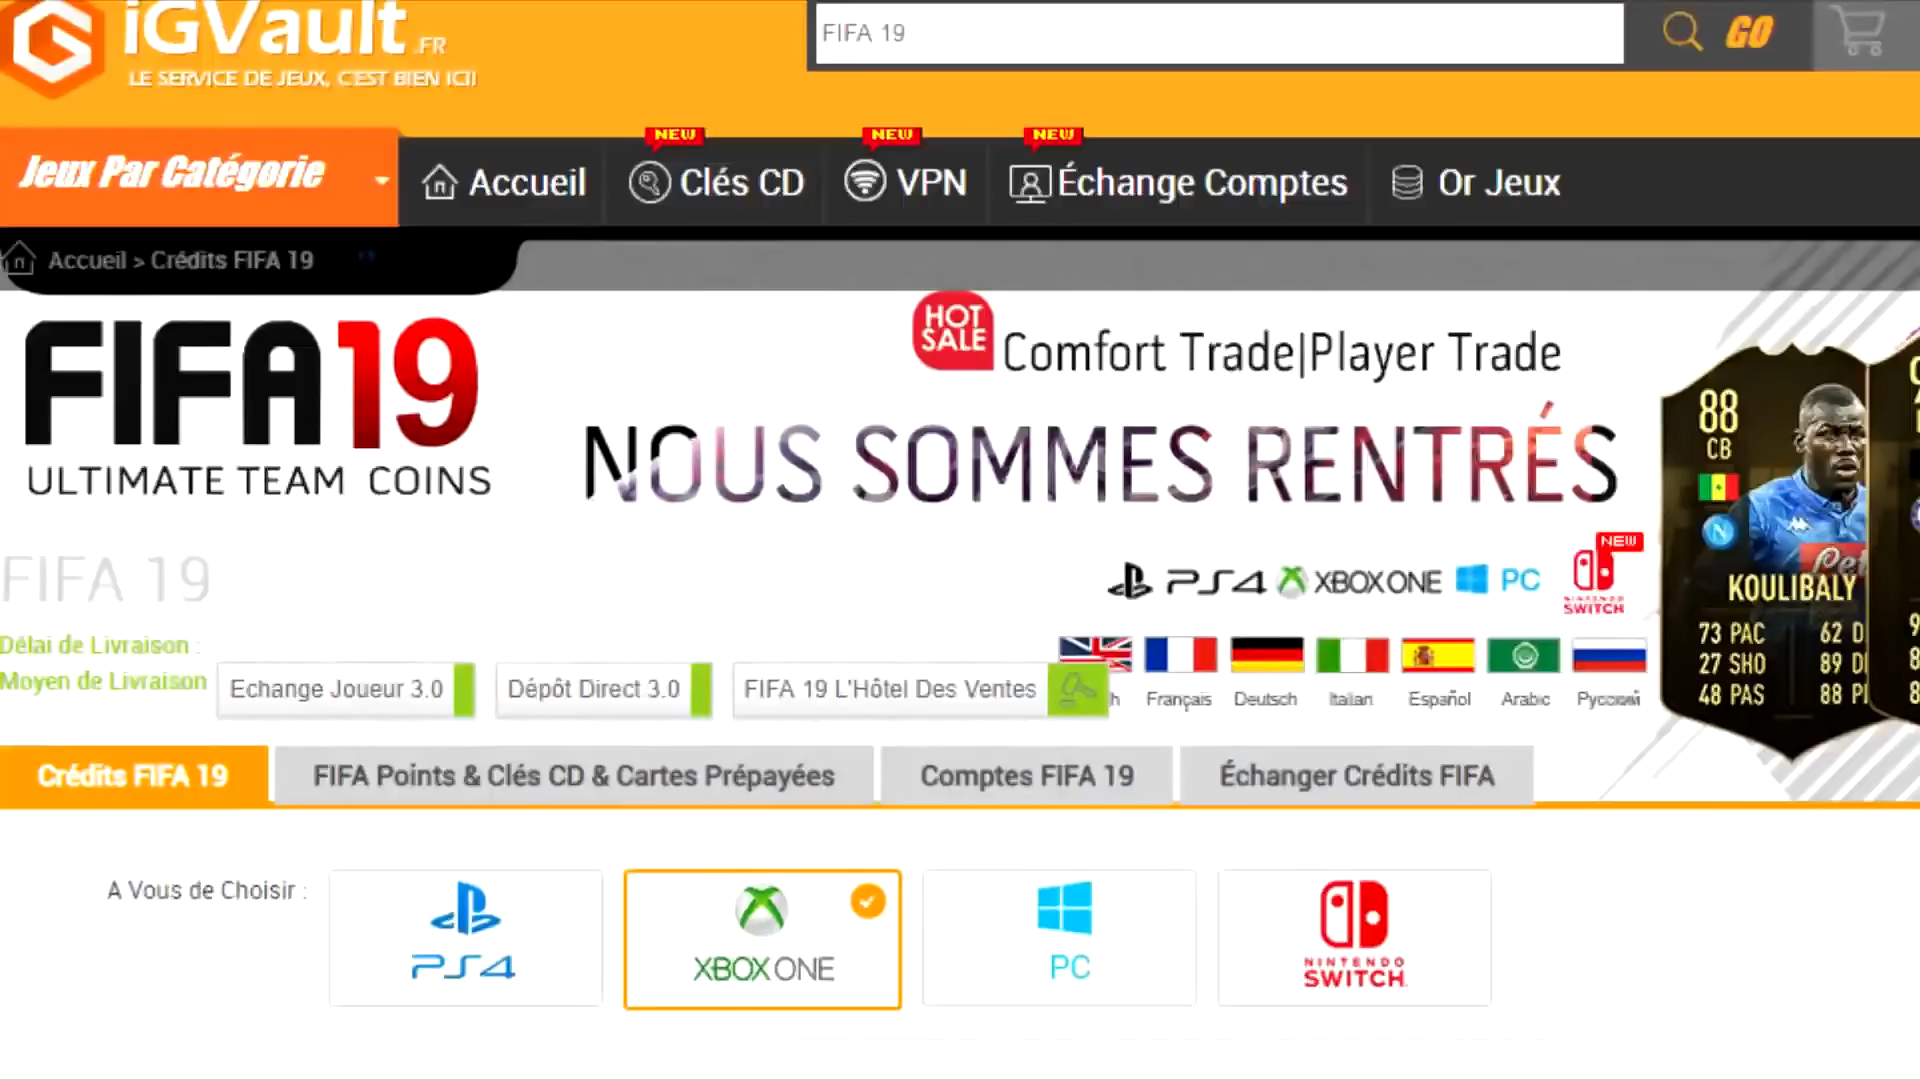 iGVault.FR
LE SERVICE DE JEUX, C'EST BIEN ICI!
FIFA 19
GO
Jeux Par Catégorie
Accueil
NEW
Clés CD
NEW
VPN
NEW
Échange Comptes
Or Jeux
Accueil > Crédits FIFA 19
FIFA19
ULTIMATE TEAM COINS
HOT
SALE
Comfort Trade|Player Trade
NOUS SOMMES RENTRÉS
PS4
XBOX ONE
PC
NEW
NINTENDO
SWITCH
88
CB
KOULIBALY
73 PAC
62 D
27 SHO
89 DI
48 PAS
88 P
FIFA 19
Délai de Livraison :
Moyen de Livraison
Echange Joueur 3.0
Dépôt Direct 3.0
FIFA 19 L'Hôtel Des Ventes
h
Français
Deutsch
Italian
Español
Arabic
Русский
Crédits FIFA 19
FIFA Points & Clés CD & Cartes Prépayées
Comptes FIFA 19
Échanger Crédits FIFA
A Vous de Choisir :
PS4
XBOX ONE
PC
NINTENDO
SWITCH